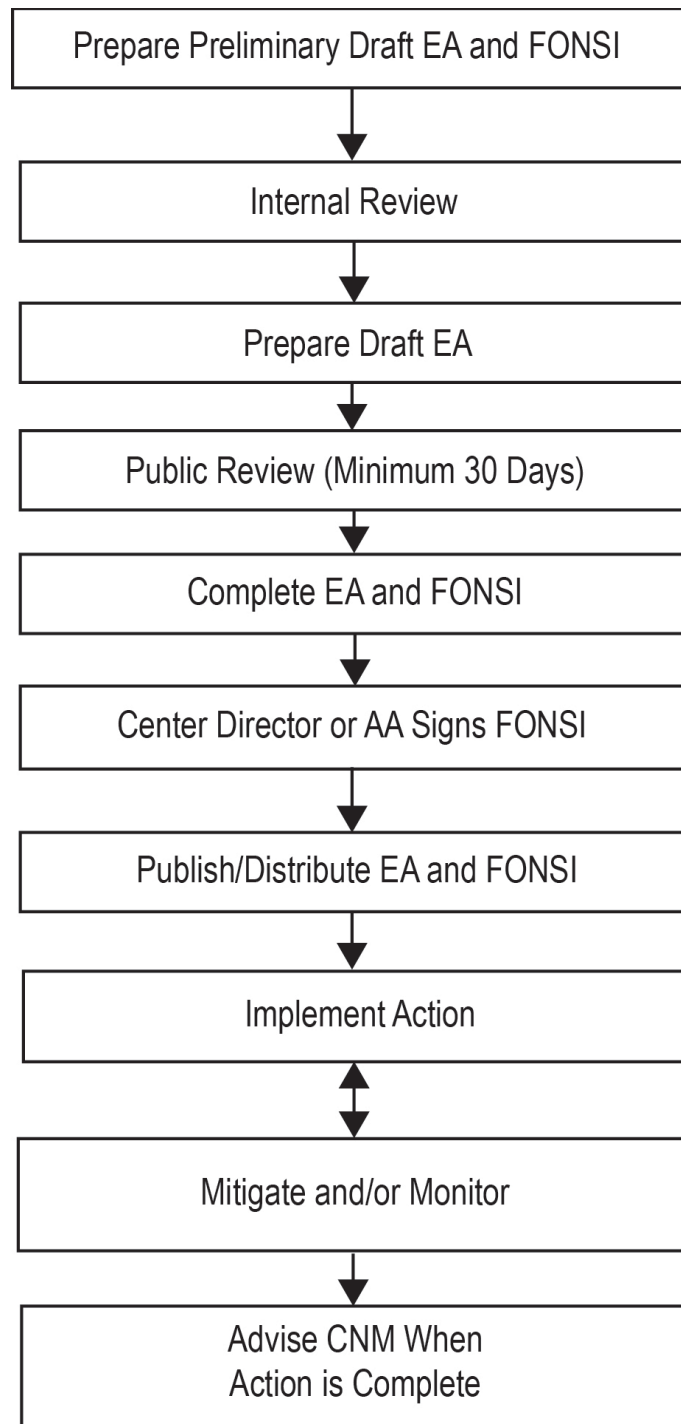 Prepare Preliminary Draft EA and FONSI
Internal Review
Prepare Draft EA
Public Review (Minimum 30 Days)
Complete EA and FONSI
Center Director or AA Signs FONSI
Publish/Distribute EA and FONSI
Implement Action
Mitigate and/or Monitor
Advise CNM When
Action is Complete